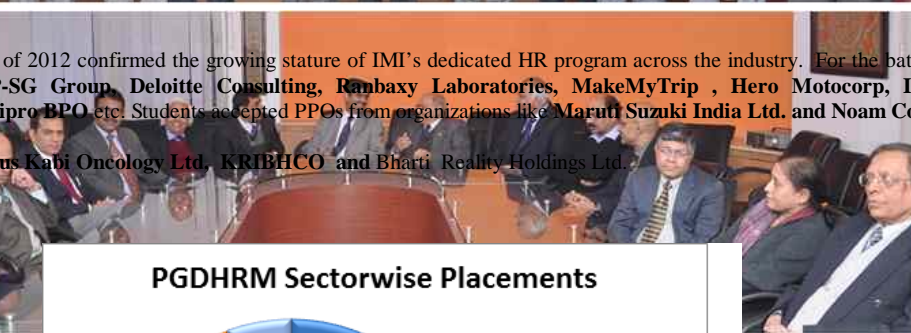 of 2012 confirmed the growing stature of IMI's dedicated HR program across the industry. For the bat
P-SG Group, Deloitte Consulting, Ranbaxy Laboratories, MakeMyTrip , Hero Motocorp, 
ipro BPO etc. Students accepted PPOs from organizations like Maruti Suzuki India Ltd. and Noam Co
us Kabi Oncology Ltd, KRIBHCO and Bharti Reality Holdings Ltd.
PGDHRM Sectorwise Placements